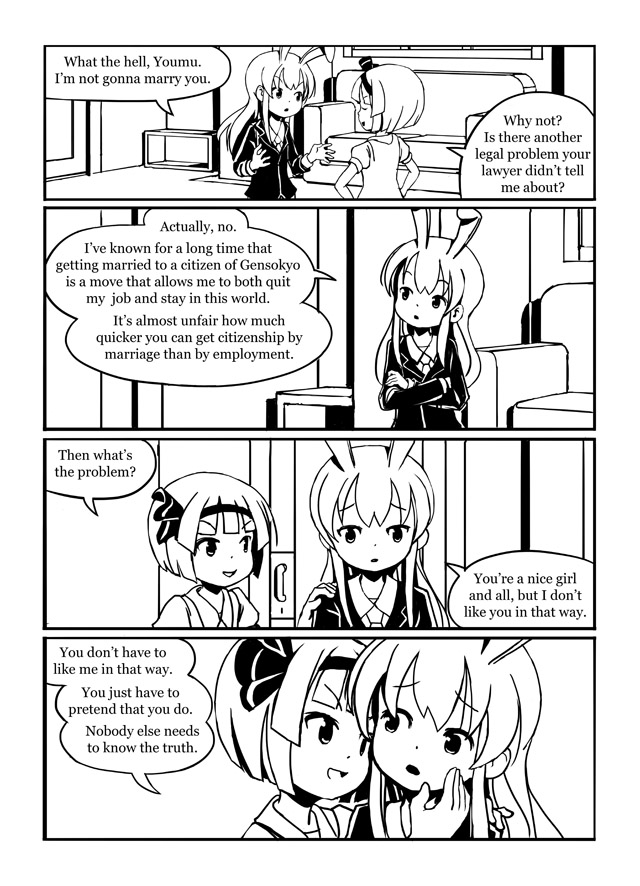 What the hell, Youmu.
I'm not gonna marry you.
Why not?
Is there another
legal problem your
lawyer didn't tell
me about?
Actually, no.
I've known for a long time that
getting married to a citizen of Gensokyo
is a move that allows me to both quit
my job and stay in this world.
It's almost unfair how much
quicker you can get citizenship by
marriage than by employment.
Then what's
the problem?
You're a nice girl
and all, but I don't
like you in that way.
You don't have to
like me in that way.
You just have to
pretend that you do.
Nobody else needs
to know the truth.